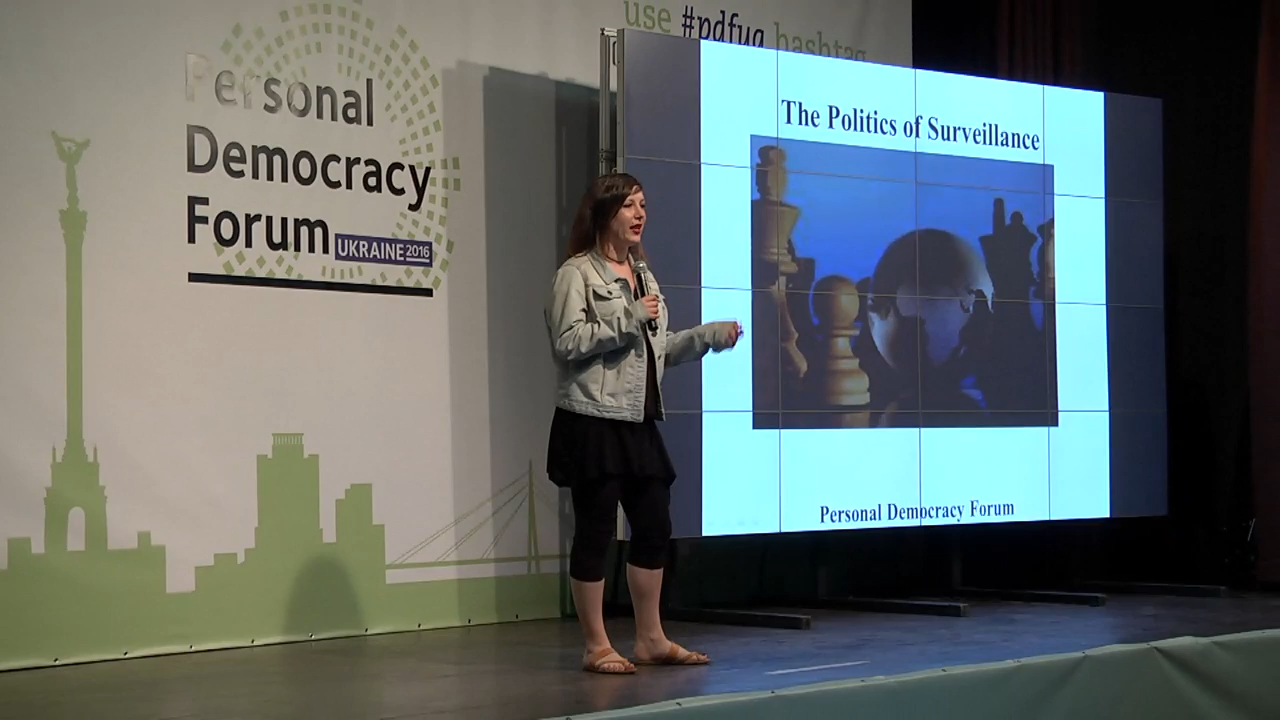 use #pdfua hashtag
Personal
Democracy
Forum
UKRAINE 2016
The Politics of Surveillance
Personal Democracy Forum